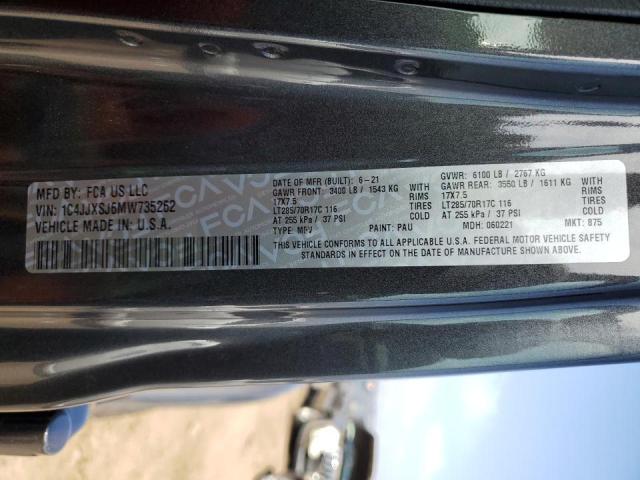 MFD BY: FCA US LLC
VIN: 1C4JJXSJ5MW735252
VEHICLE MADE IN: U.S.A.
DATE OF MFR (BUILT): 6-21 GVWR: 6100 LB / 2767 KG
GAWR FRONT: 3400 LB / 1543 KG GAWR REAR: 3550 LB / 1611 KG
17X7.5 RIMS 17X7.5 RIMS
LT285/70R17C 116 TIRES LT285/70R17C 116 TIRES
AT 255 kPa / 37 PSI COLD AT 255 kPa / 37 PSI COLD
TYPE: MPV PAINT: PAU MDH: 060221 MKT: 875
THIS VEHICLE CONFORMS TO ALL APPLICABLE U.S.A. FEDERAL MOTOR VEHICLE SAFETY
STANDARDS IN EFFECT ON THE DATE OF MANUFACTURE SHOWN ABOVE.